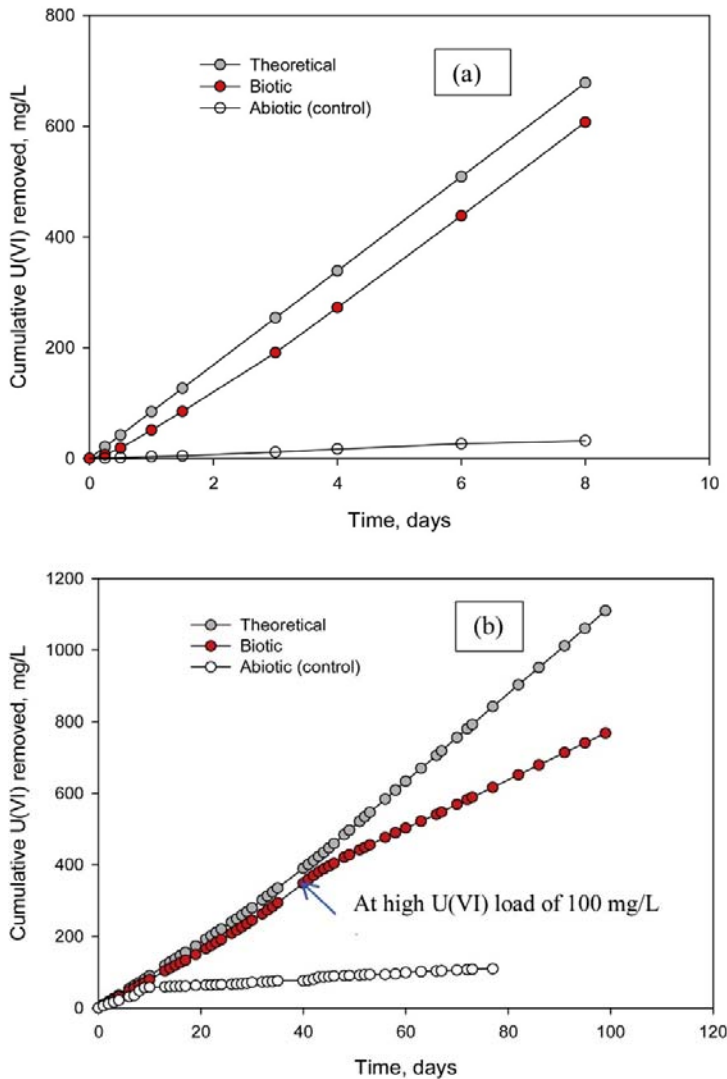 800
600
400
200
0
Cumulative U(VI) removed, mg/L
Theoretical
Biotic
Abiotic (control)
(a)
0 2 4 6 8 10
Time, days
1200
1000
800
600
400
200
0
Cumulative U(VI) removed, mg/L
Theoretical
Biotic
Abiotic (control)
(b)
At high U(VI) load of 100 mg/L
0 20 40 60 80 100 120
Time, days